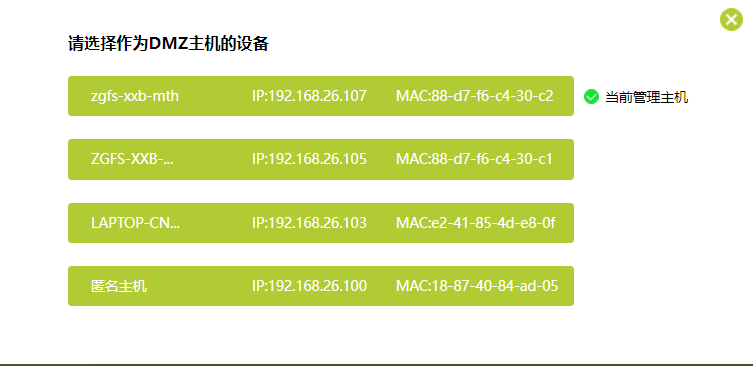 请选择作为DMZ主机的设备
zgfs-xxb-mth IP:192.168.26.107 MAC:88-d7-f6-c4-30-c2 当前管理主机
ZGFS-XXB-... IP:192.168.26.105 MAC:88-d7-f6-c4-30-c1
LAPTOP-CN... IP:192.168.26.103 MAC:e2-41-85-4d-e8-0f
匿名主机 IP:192.168.26.100 MAC:18-87-40-84-ad-05